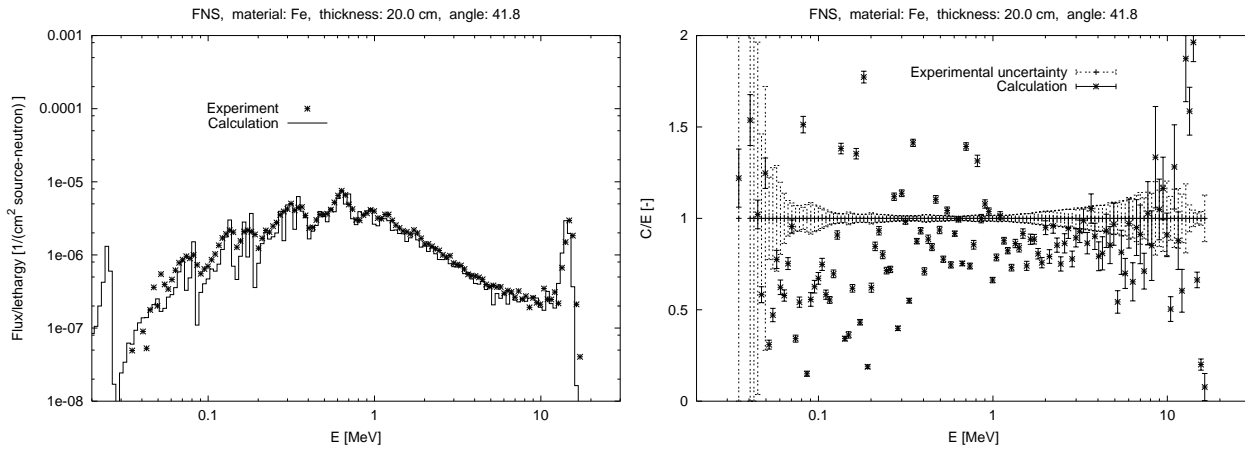 FNS, material: Fe, thickness: 20.0 cm, angle: 41.8
0.001
0.0001
1e-05
1e-06
1e-07
1e-08
Flux/lethargy [1/(cm^2 source-neutron) ]
Experiment
Calculation
0.1
1
10
E [MeV]
FNS, material: Fe, thickness: 20.0 cm, angle: 41.8
2
1.5
1
0.5
0
C/E [-]
Experimental uncertainty
Calculation
0.1
1
10
E [MeV]